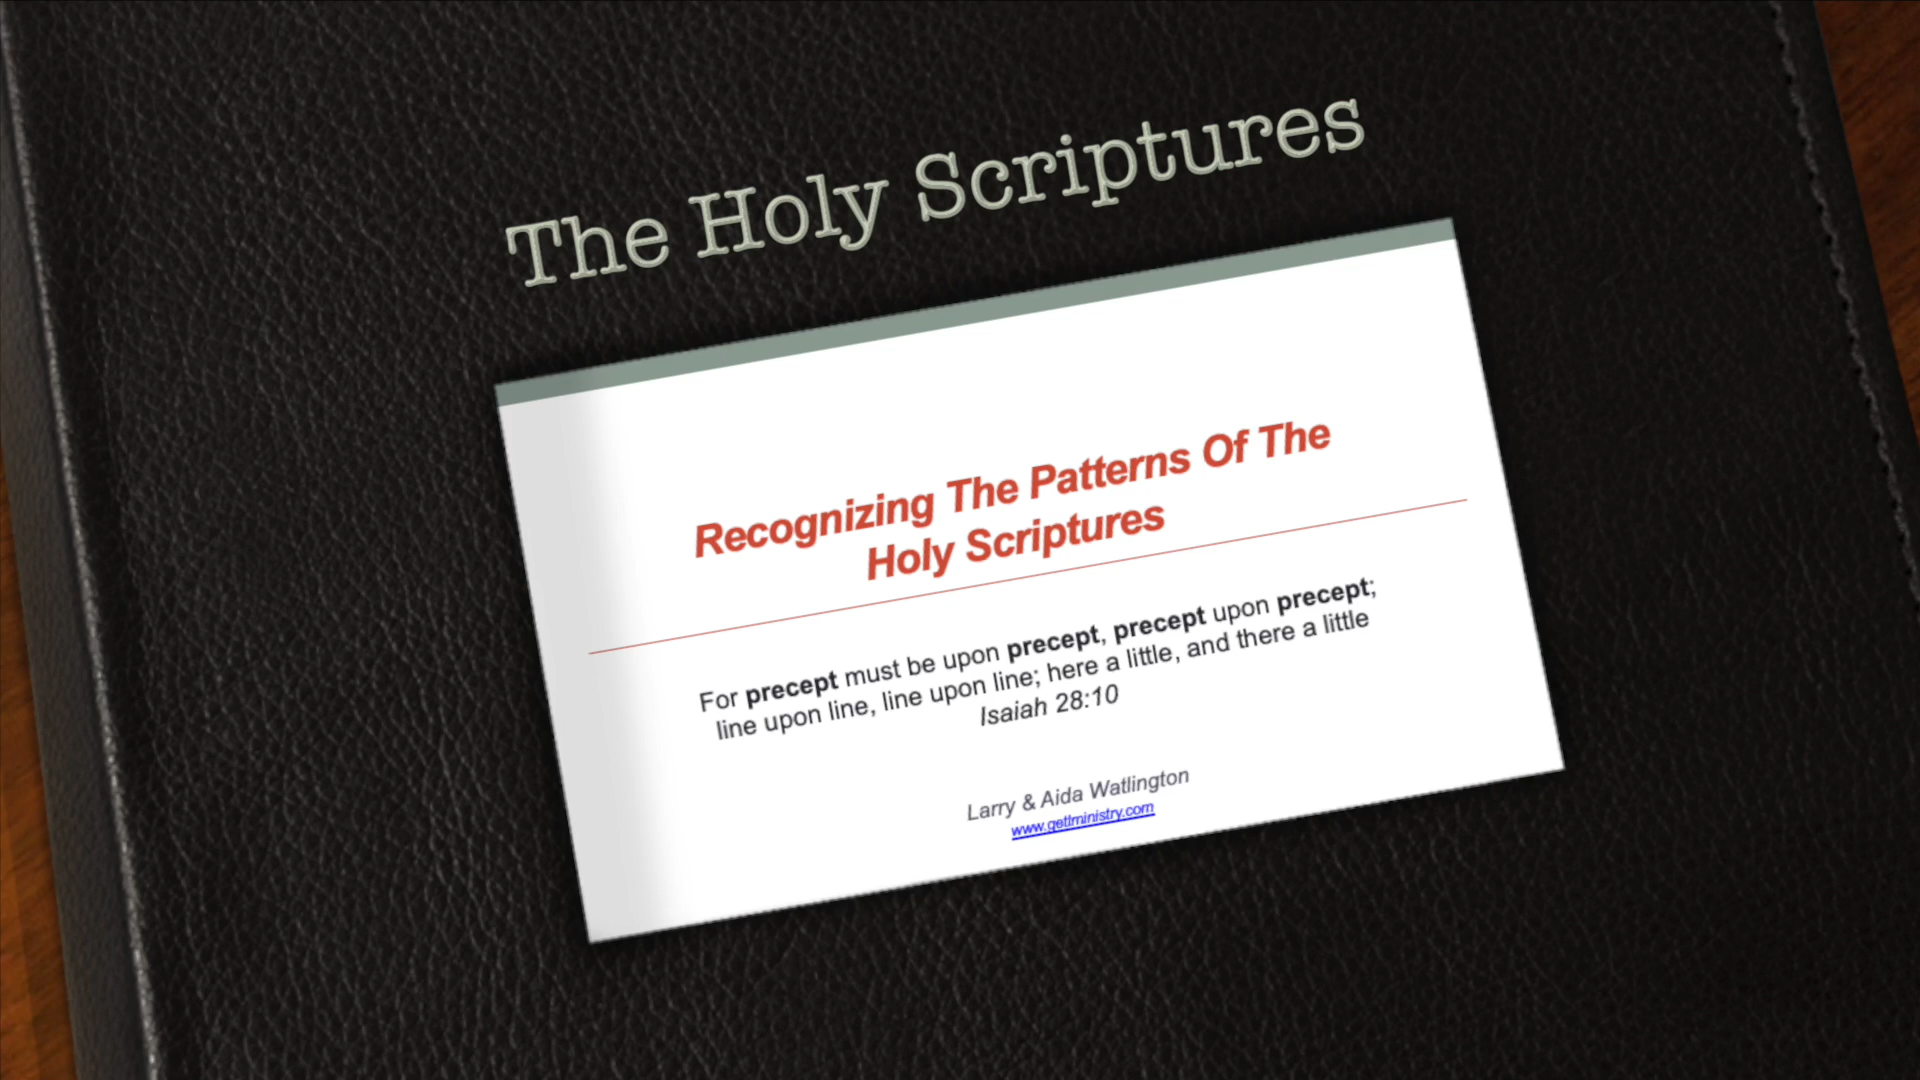 The Holy Scriptures
Recognizing The Patterns Of The
Holy Scriptures
For precept must be upon precept, precept upon precept;
line upon line, line upon line; here a little, and there a little
Isaiah 28:10
Larry & Aida Watlington
www.getlministry.com